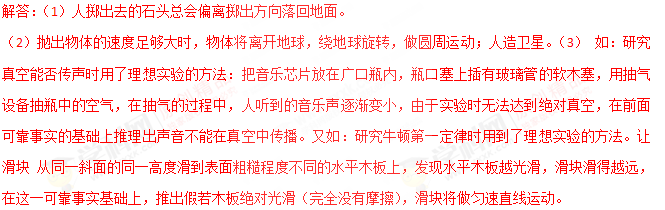 解答：（1）人掷出去的石头总会偏离掷出方向落回地面。
（2）抛出物体的速度足够大时，物体将离开地球，绕地球旋转，做圆周运动；人造卫星。（3） 如：研究
真空能否传声时用了理想实验的方法：把音乐芯片放在广口瓶内，瓶口塞上插有玻璃管的软木塞，用抽气
设备抽瓶中的空气，在抽气的过程中，人听到的音乐声逐渐变小，由于实验时无法达到绝对真空，在前面
可靠事实的基础上推理出声音不能在真空中传播。又如：研究牛顿第一定律时用到了理想实验的方法。让
滑块 从同一斜面的同一高度滑到表面粗糙程度不同的水平木板上，发现水平木板越光滑，滑块滑得越远，
在这一可靠事实基础上，推出假若木板绝对光滑（完全没有摩擦），滑块将做匀速直线运动。